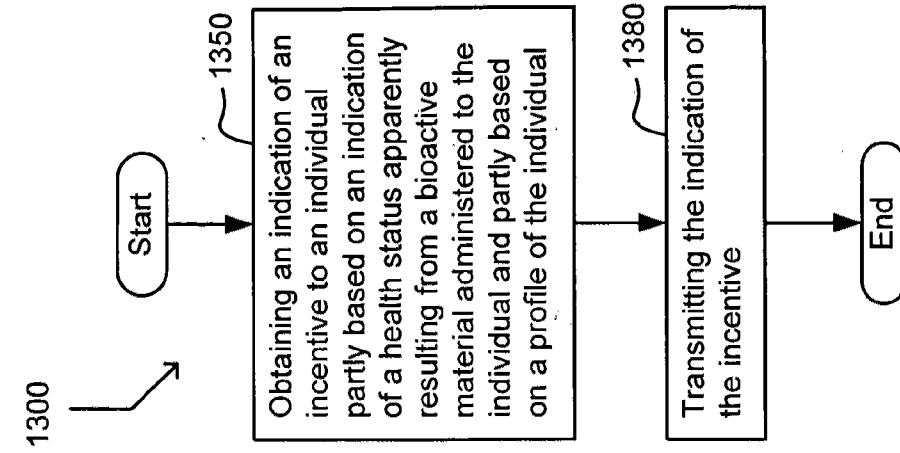 1300
Start
1350
Obtaining an indication of an
incentive to an individual
partly based on an indication
of a health status apparently
resulting from a bioactive
material administered to the
individual and partly based
on a profile of the individual
1380
Transmitting the indication of
the incentive
End